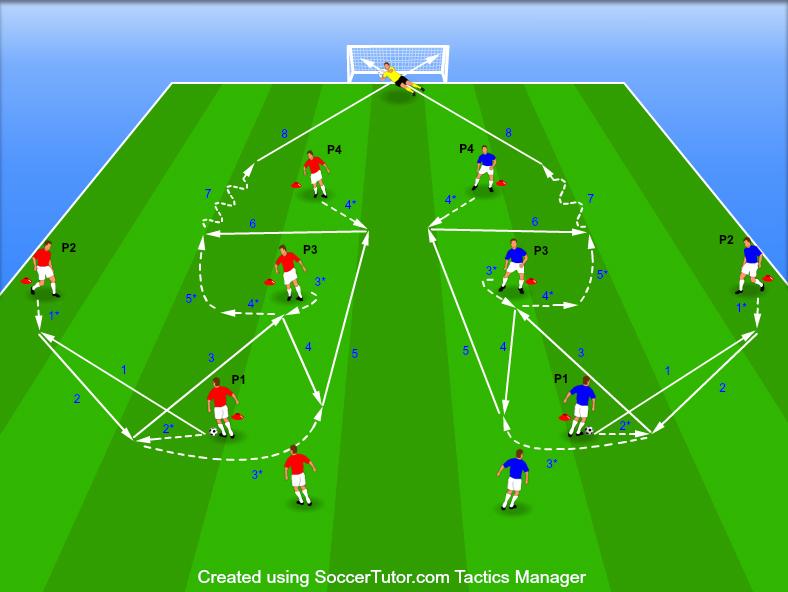 8 8
P4 P4
7 7
4* 4*
6 6
P2 P3 P3 P2
3* 3*
5* 4* 4* 5*
1* 1*
3 4 5 5 4 3
1 1
2 P1 P1 2
2* 2*
3* 3*
Created using SoccerTutor.com Tactics Manager